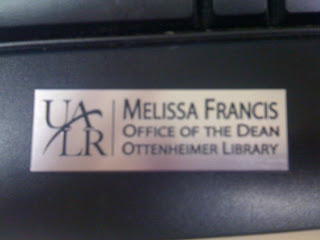 UALR
MELISSA FRANCIS
OFFICE OF THE DEAN
OTTENHEIMER LIBRARY